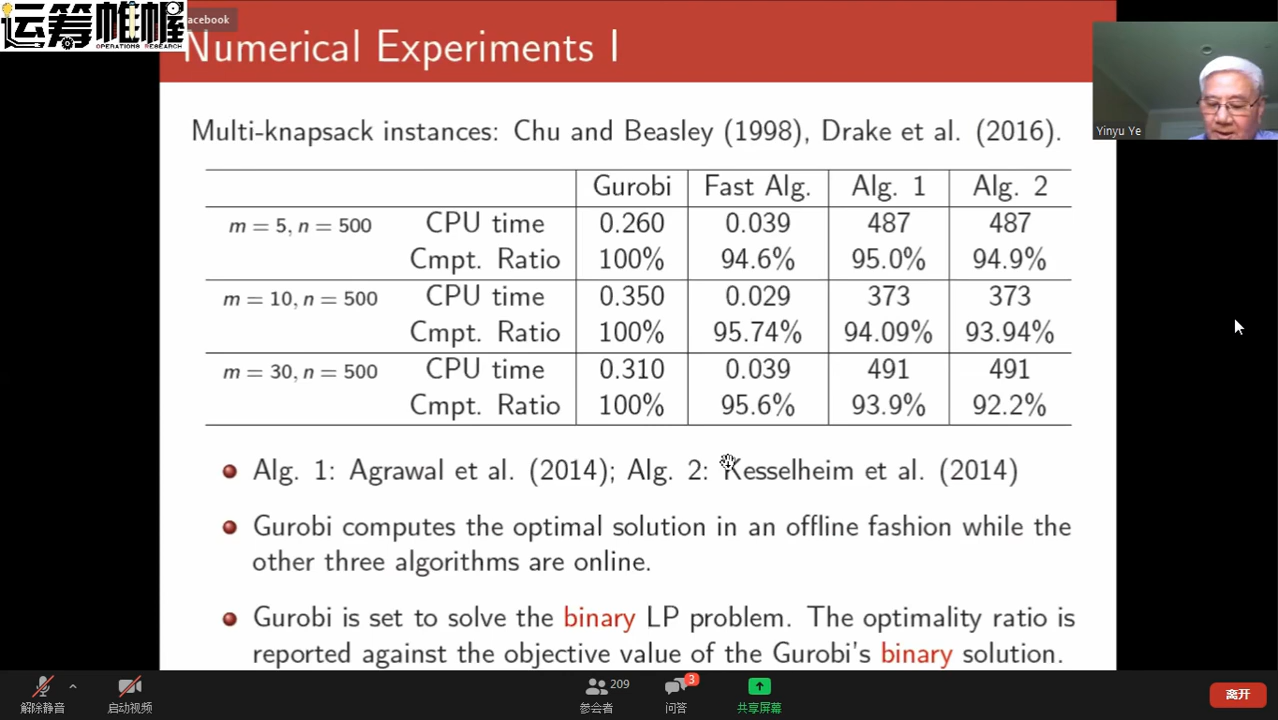 运筹帷幄
OPERATIONS RESEARCH
acebook
Numerical Experiments I
Yinyu Ye
Multi-knapsack instances: Chu and Beasley (1998), Drake et al. (2016).
Gurobi Fast Alg. Alg. 1 Alg. 2
m = 5, n = 500 CPU time 0.260 0.039 487 487
Cmpt. Ratio 100% 94.6% 95.0% 94.9%
m = 10, n = 500 CPU time 0.350 0.029 373 373
Cmpt. Ratio 100% 95.74% 94.09% 93.94%
m = 30, n = 500 CPU time 0.310 0.039 491 491
Cmpt. Ratio 100% 95.6% 93.9% 92.2%
Alg. 1: Agrawal et al. (2014); Alg. 2: Kesselheim et al. (2014)
Gurobi computes the optimal solution in an offline fashion while the
other three algorithms are online.
Gurobi is set to solve the binary LP problem. The optimality ratio is
reported against the objective value of the Gurobi's binary solution.
209 3
解除静音 启动视频 参会者 问答 共享屏幕 离开